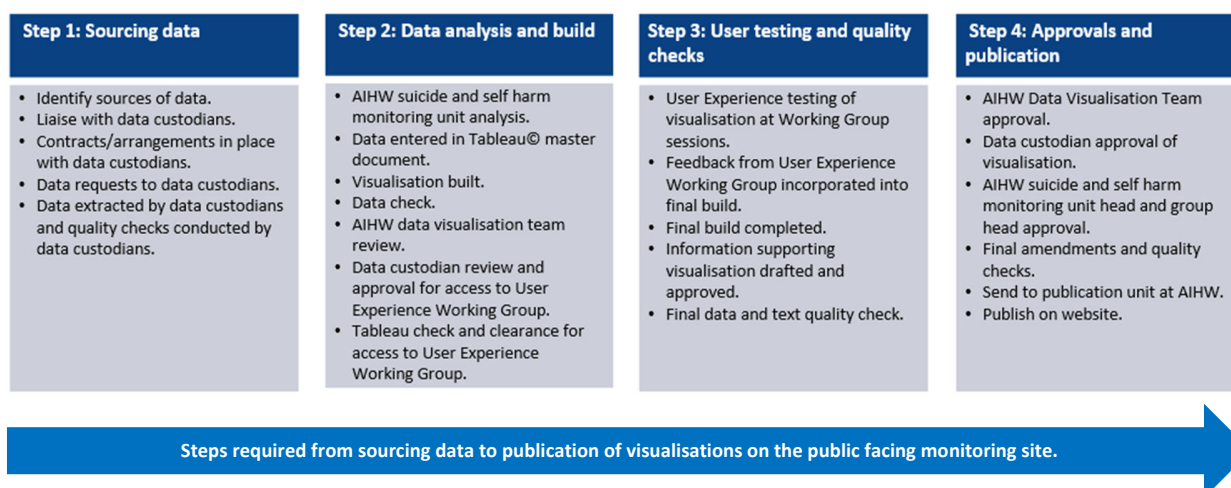 Step 1: Sourcing data
• Identify sources of data.
• Liaise with data custodians.
• Contracts/arrangements in place
with data custodians.
• Data requests to data custodians.
• Data extracted by data custodians
and quality checks conducted by
data custodians.
Step 2: Data analysis and build
• AIHW suicide and self harm
monitoring unit analysis.
• Data entered in Tableau© master
document.
• Visualisation built.
• Data check.
• AIHW data visualisation team
review.
• Data custodian review and
approval for access to User
Experience Working Group.
• Tableau check and clearance for
access to User Experience
Working Group.
Step 3: User testing and quality
checks
• User Experience testing of
visualisation at Working Group
sessions.
• Feedback from User Experience
Working Group incorporated into
final build.
• Final build completed.
• Information supporting
visualisation drafted and
approved.
• Final data and text quality check.
Step 4: Approvals and
publication
• AIHW Data Visualisation Team
approval.
• Data custodian approval of
visualisation.
• AIHW suicide and self harm
monitoring unit head and group
head approval.
• Final amendments and quality
checks.
• Send to publication unit at AIHW.
• Publish on website.
Steps required from sourcing data to publication of visualisations on the public facing monitoring site.